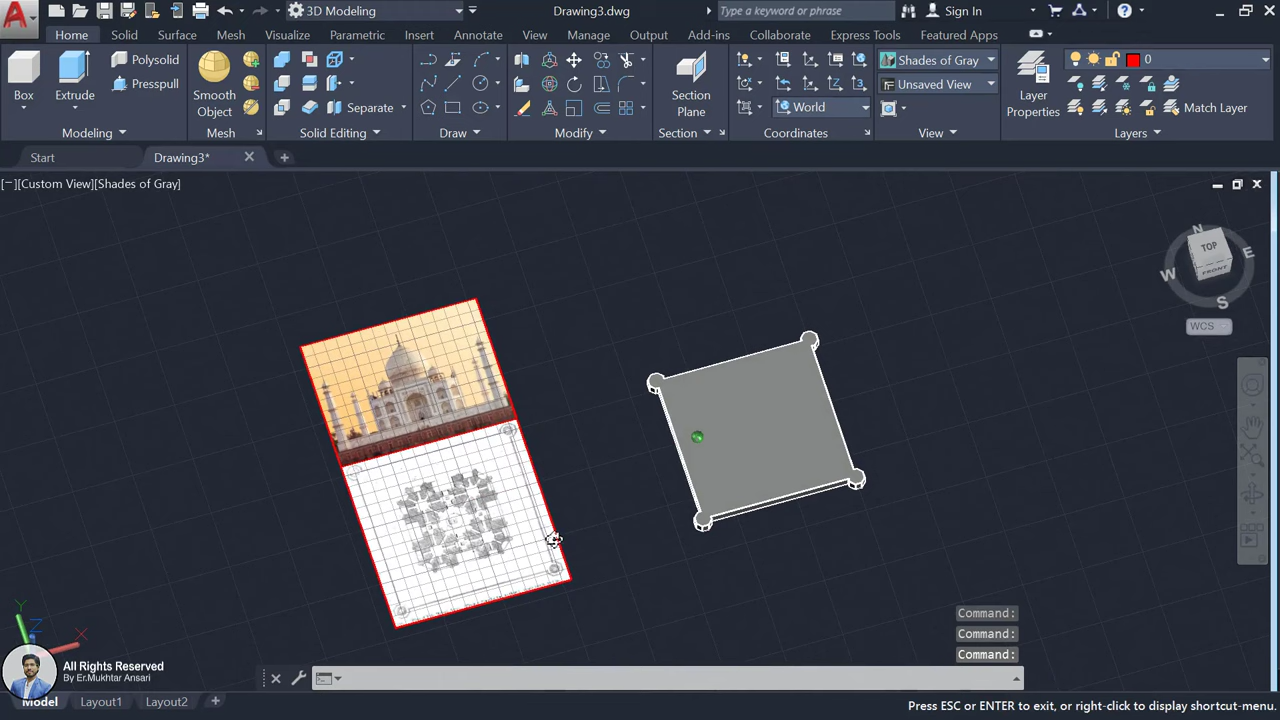 3D Modeling
Drawing3.dwg
Type a keyword or phrase
Sign In
Home
Solid
Surface
Mesh
Visualize
Parametric
Insert
Annotate
View
Manage
Output
Add-ins
Collaborate
Express Tools
Featured Apps
Polysolid
Presspull
Box
Extrude
Smooth
Object
Separate
Section
Plane
World
Shades of Gray
Unsaved View
Layer
Properties
0
Match Layer
Modeling
Mesh
Solid Editing
Draw
Modify
Section
Coordinates
View
Layers
Start
Drawing3*
[−][Custom View][Shades of Gray]
N
W
E
S
TOP
FRONT
WCS
Command:
Command:
Command:
Y
Z
X
All Rights Reserved
By Er.Mukhtar Ansari
Model
Layout1
Layout2
Press ESC or ENTER to exit, or right-click to display shortcut-menu.